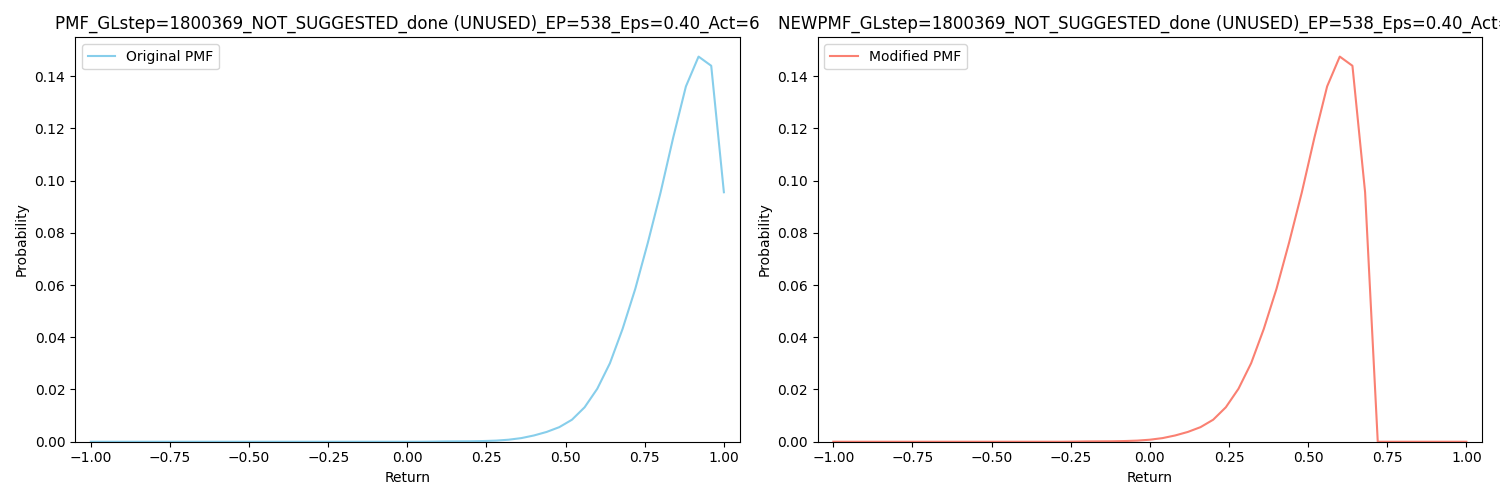 PMF_GLstep=1800369_NOT_SUGGESTED_done (UNUSED)_EP=538_Eps=0.40_Act=6
Original PMF
0.14
0.12
0.10
0.08
0.06
0.04
0.02
0.00
Probability
−1.00 −0.75 −0.50 −0.25 0.00 0.25 0.50 0.75 1.00
Return
NEWPMF_GLstep=1800369_NOT_SUGGESTED_done (UNUSED)_EP=538_Eps=0.40_Act=
Modified PMF
0.14
0.12
0.10
0.08
0.06
0.04
0.02
0.00
Probability
−1.00 −0.75 −0.50 −0.25 0.00 0.25 0.50 0.75 1.00
Return